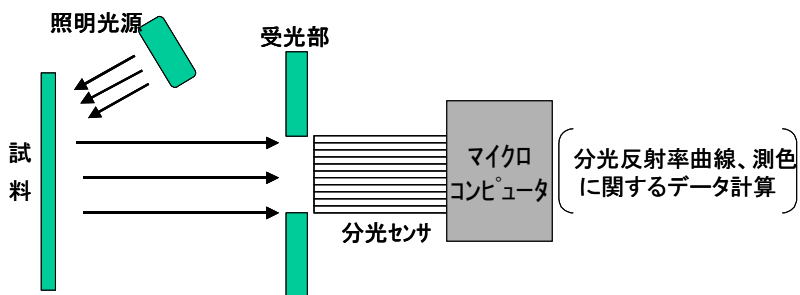 照明光源
受光部
試
料
マイクロ
コンピュータ
分光反射率曲線、測色
に関するデータ計算
分光センサ